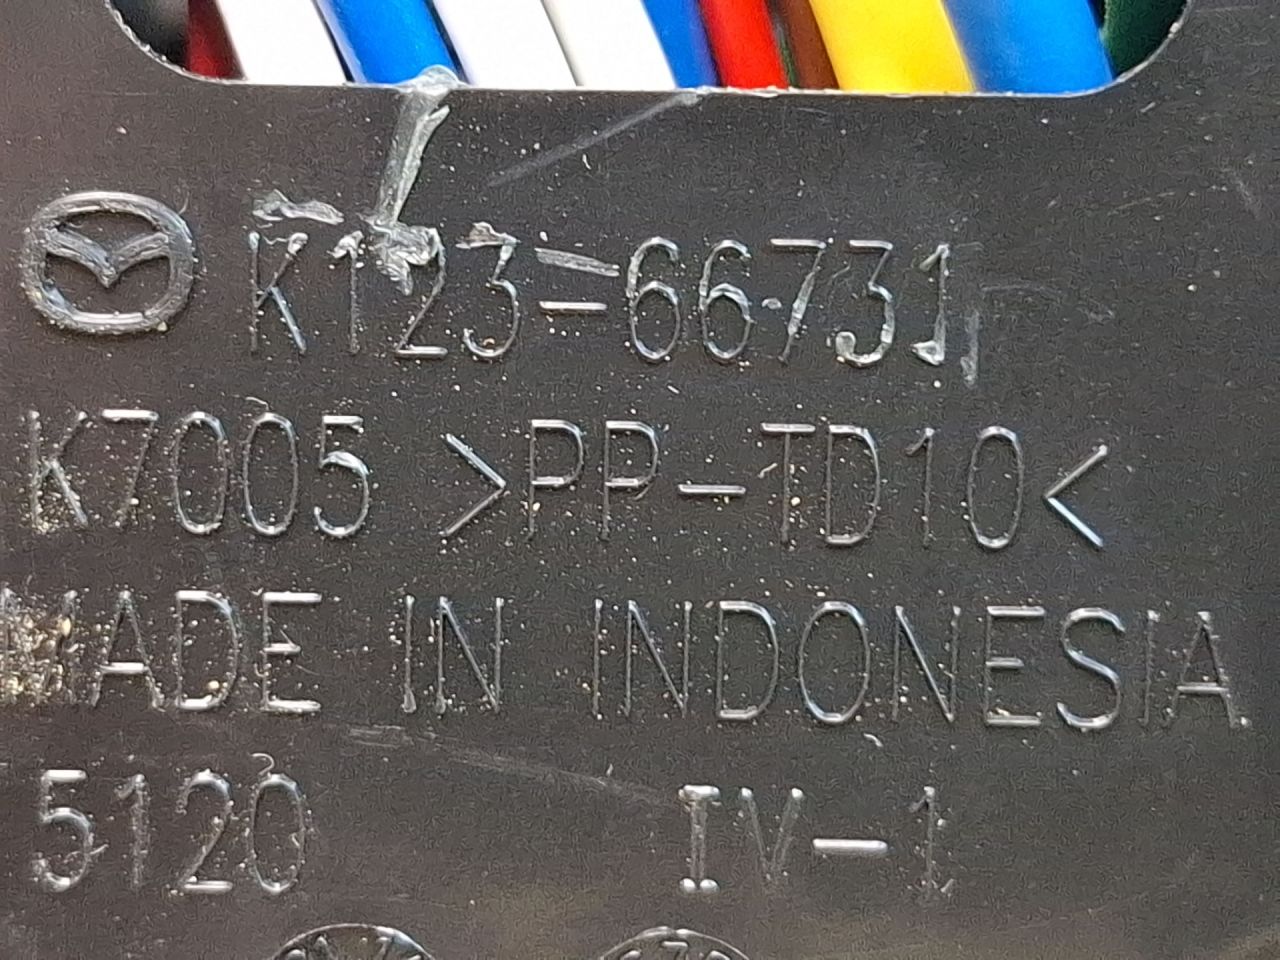 K123-66731
K7005 >PP-TD10<
MADE IN INDONESIA
5120 IV-1